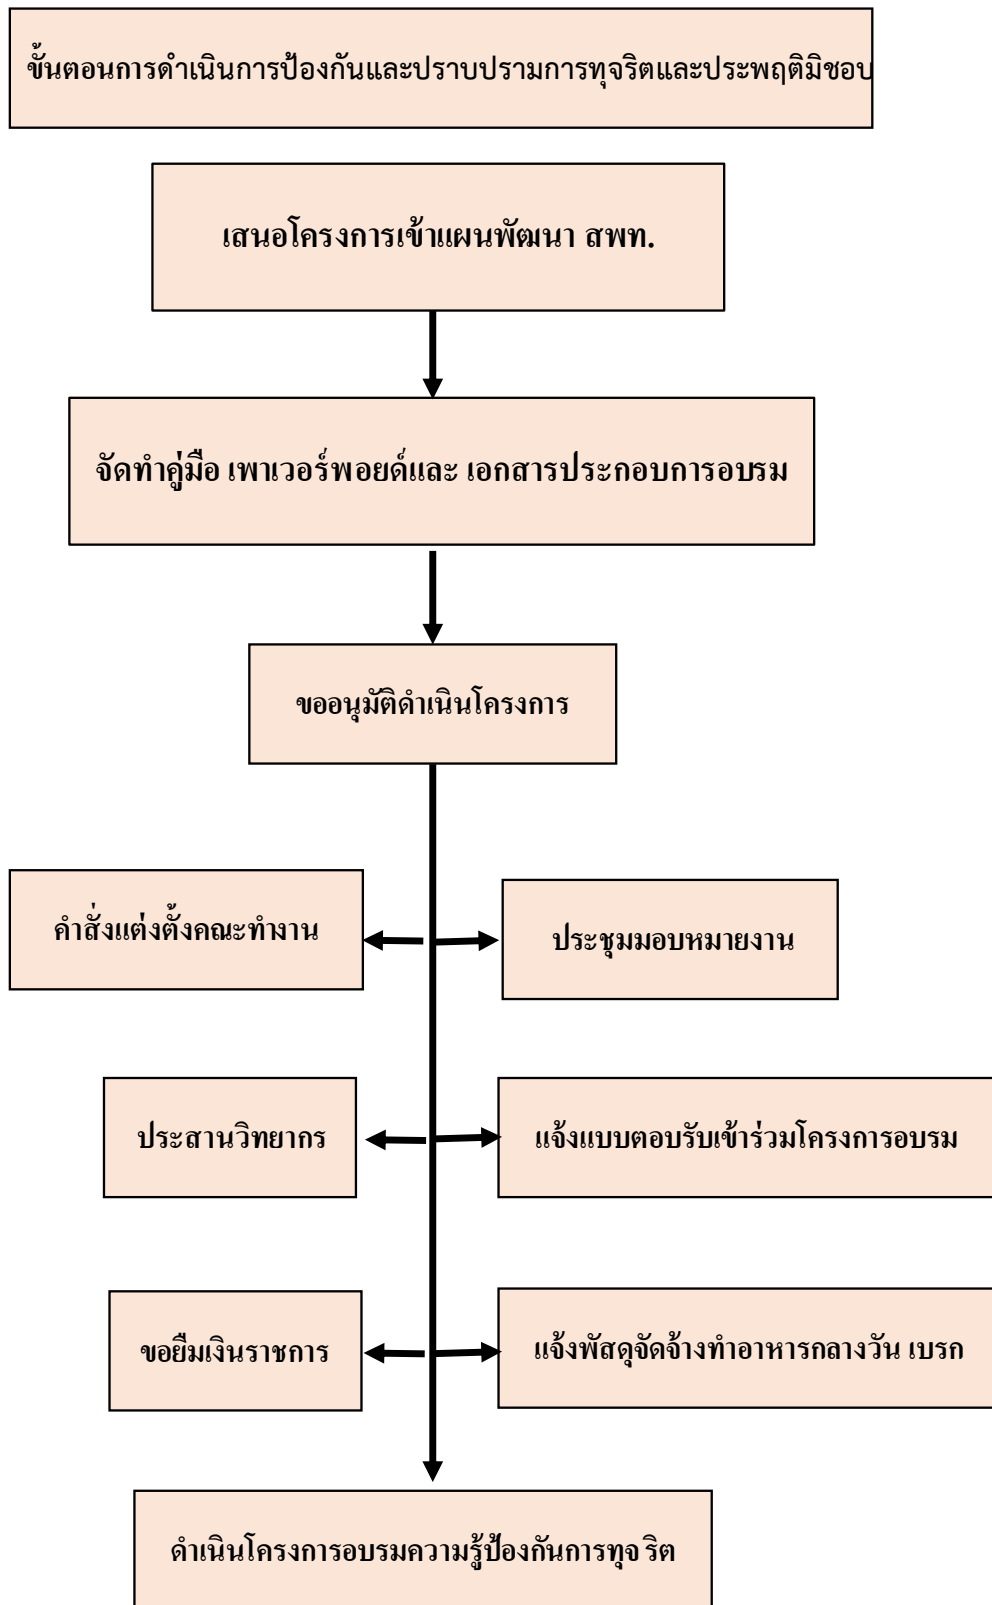 ขั้นตอนการดำเนินการป้องกันและปราบปรามการทุจริตและประพฤติมิชอบ
เสนอโครงการเข้าแผนพัฒนา สพท.
จัดทำคู่มือ เพาเวอร์พอยด์และ เอกสารประกอบการอบรม
ขออนุมัติดำเนินโครงการ
คำสั่งแต่งตั้งคณะทำงาน
ประชุมมอบหมายงาน
ประสานวิทยากร
แจ้งแบบตอบรับเข้าร่วมโครงการอบรม
ขอยืมเงินราชการ
แจ้งพัสดุจัดจ้างทำอาหารกลางวัน เบรก
ดำเนินโครงการอบรมความรู้ป้องกันการทุจริต